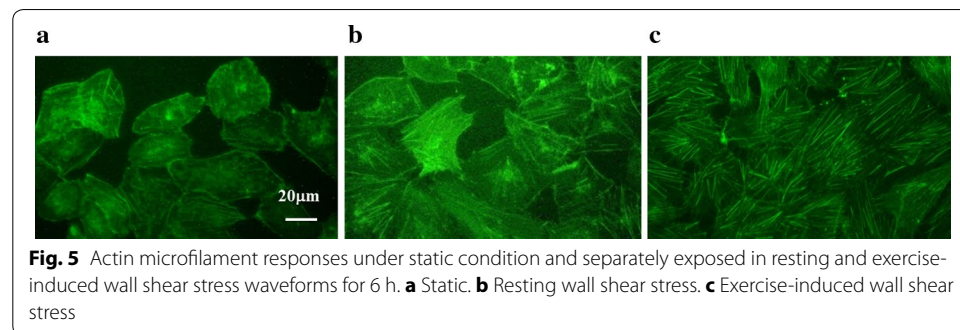 a b c
20μm
Fig. 5 Actin microfilament responses under static condition and separately exposed in resting and exercise-
induced wall shear stress waveforms for 6 h. a Static. b Resting wall shear stress. c Exercise-induced wall shear
stress